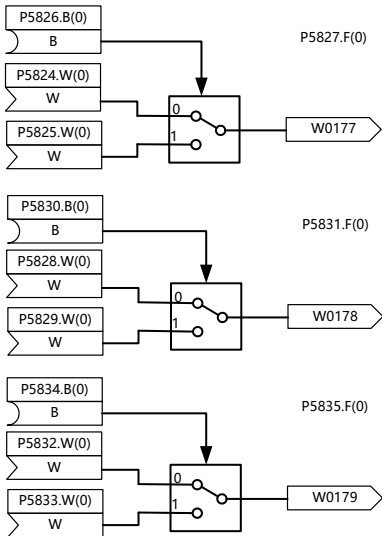 P5826.B(0)
B
P5827.F(0)
P5824.W(0)
W
0
P5825.W(0)
1
W
W0177
P5830.B(0)
B
P5831.F(0)
P5828.W(0)
W
0
P5829.W(0)
1
W
W0178
P5834.B(0)
B
P5835.F(0)
P5832.W(0)
W
0
P5833.W(0)
1
W
W0179